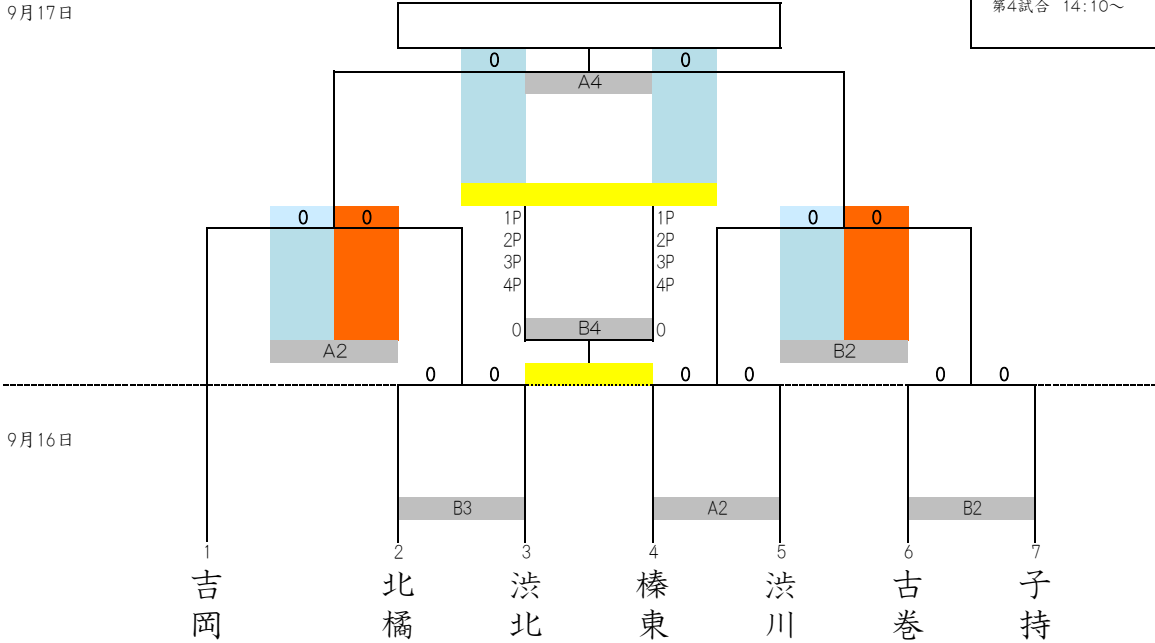 第4試合 14:10～
9月17日
0 0
A4
0 0 0 0
1P 1P
2P 2P
3P 3P
4P 4P
0 B4 0
A2 B2
0 0 0 0 0 0
9月16日
B3 A2 B2
1 2 3 4 5 6 7
吉岡
北橘
渋北
榛東
渋川
古巻
子持